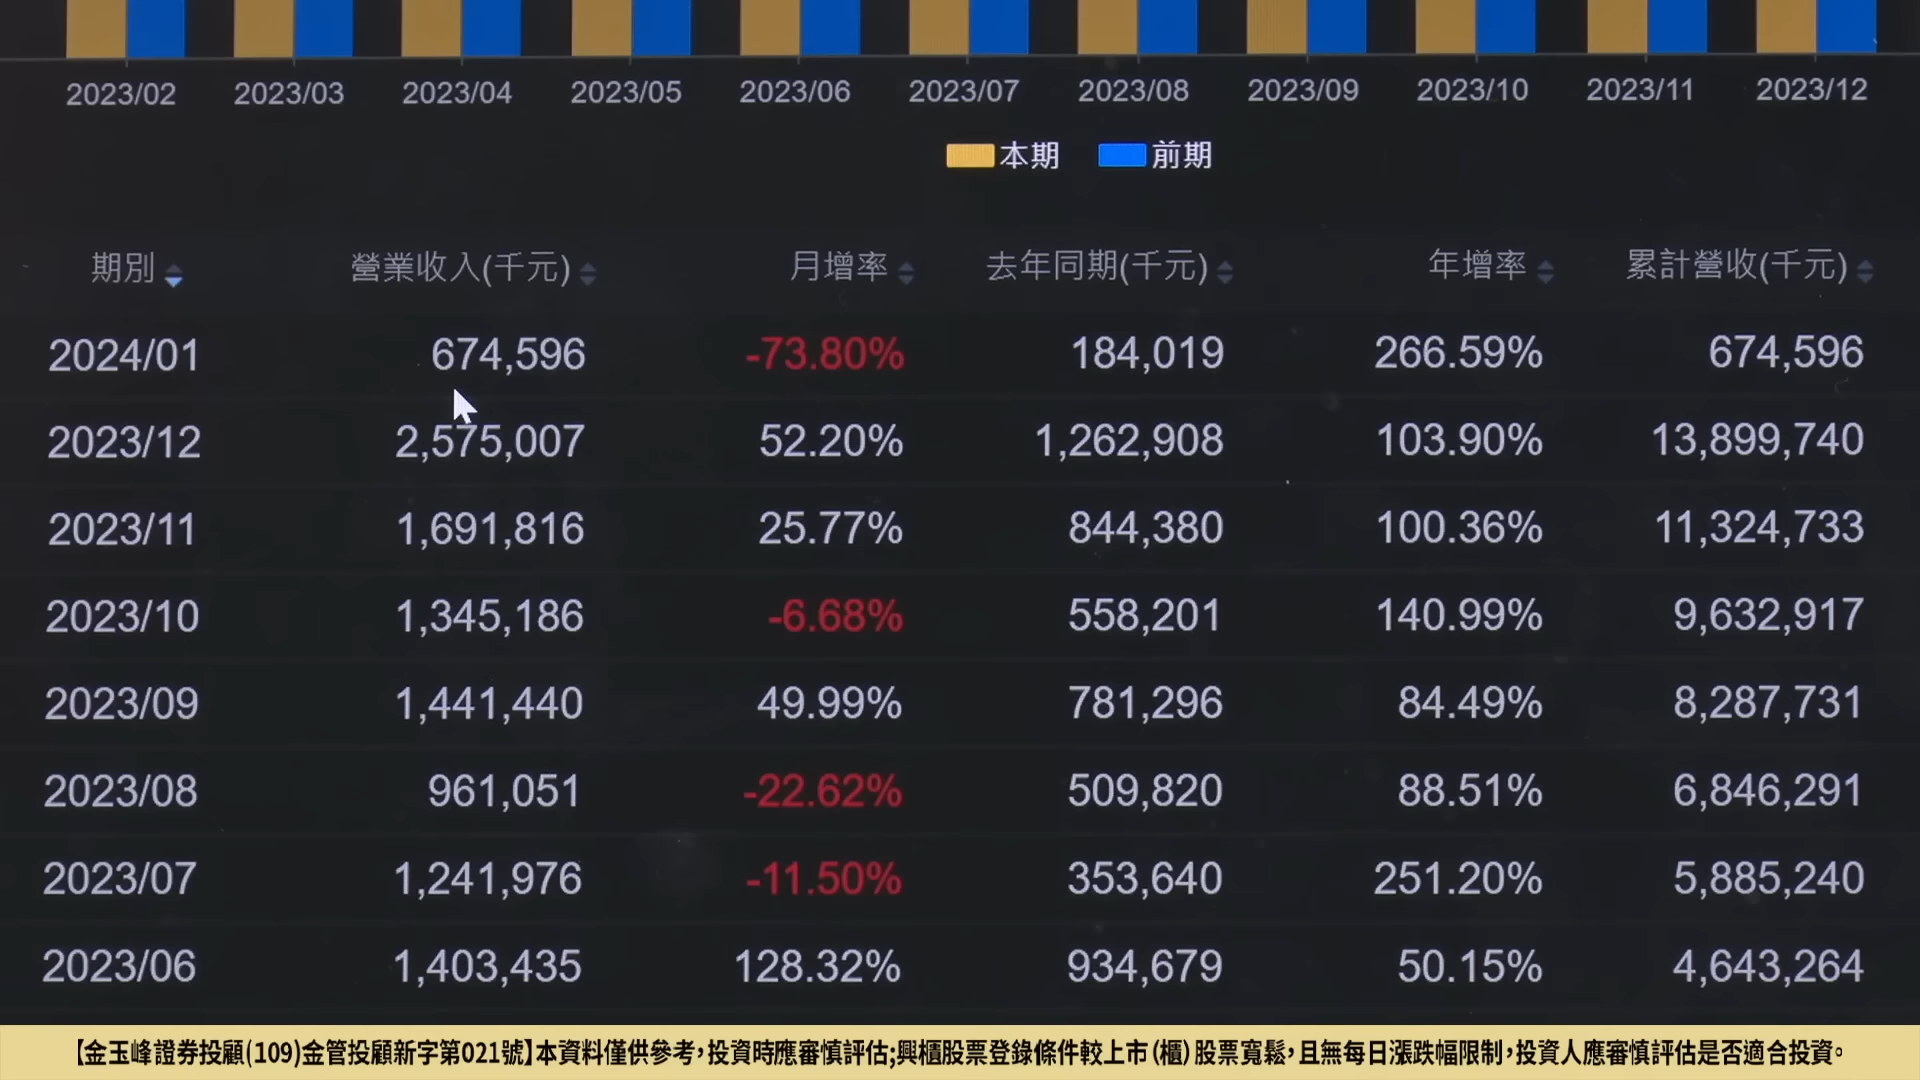 2023/02 2023/03 2023/04 2023/05 2023/06 2023/07 2023/08 2023/09 2023/10 2023/11 2023/12
本期 前期
期別 營業收入(千元) 月增率 去年同期(千元) 年增率 累計營收(千元)
2024/01 674,596 -73.80% 184,019 266.59% 674,596
2023/12 2,575,007 52.20% 1,262,908 103.90% 13,899,740
2023/11 1,691,816 25.77% 844,380 100.36% 11,324,733
2023/10 1,345,186 -6.68% 558,201 140.99% 9,632,917
2023/09 1,441,440 49.99% 781,296 84.49% 8,287,731
2023/08 961,051 -22.62% 509,820 88.51% 6,846,291
2023/07 1,241,976 -11.50% 353,640 251.20% 5,885,240
2023/06 1,403,435 128.32% 934,679 50.15% 4,643,264
【金玉峰證券投顧(109)金管投顧新字第021號】本資料僅供參考,投資時應審慎評估;興櫃股票登錄條件較上市(櫃)股票寬鬆,且無每日漲跌幅限制,投資人應審慎評估是否適合投資。